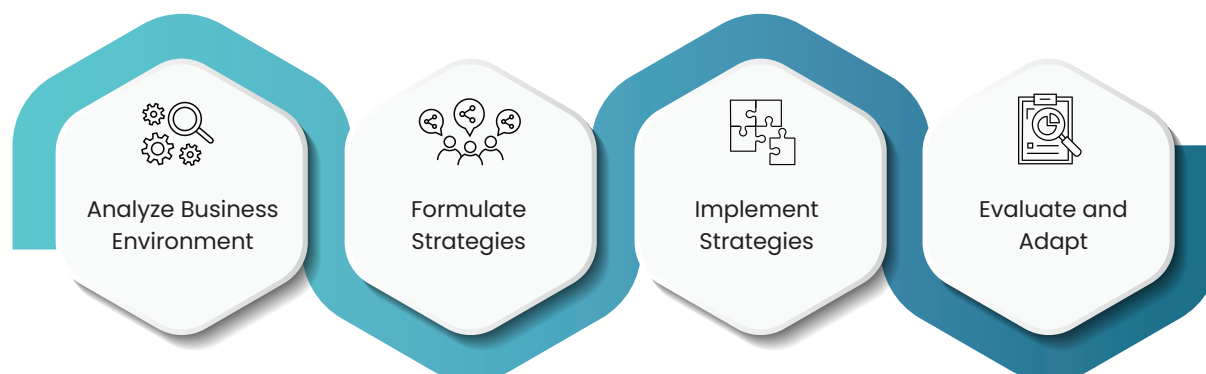 Analyze Business
Environment
Formulate
Strategies
Implement
Strategies
Evaluate and
Adapt